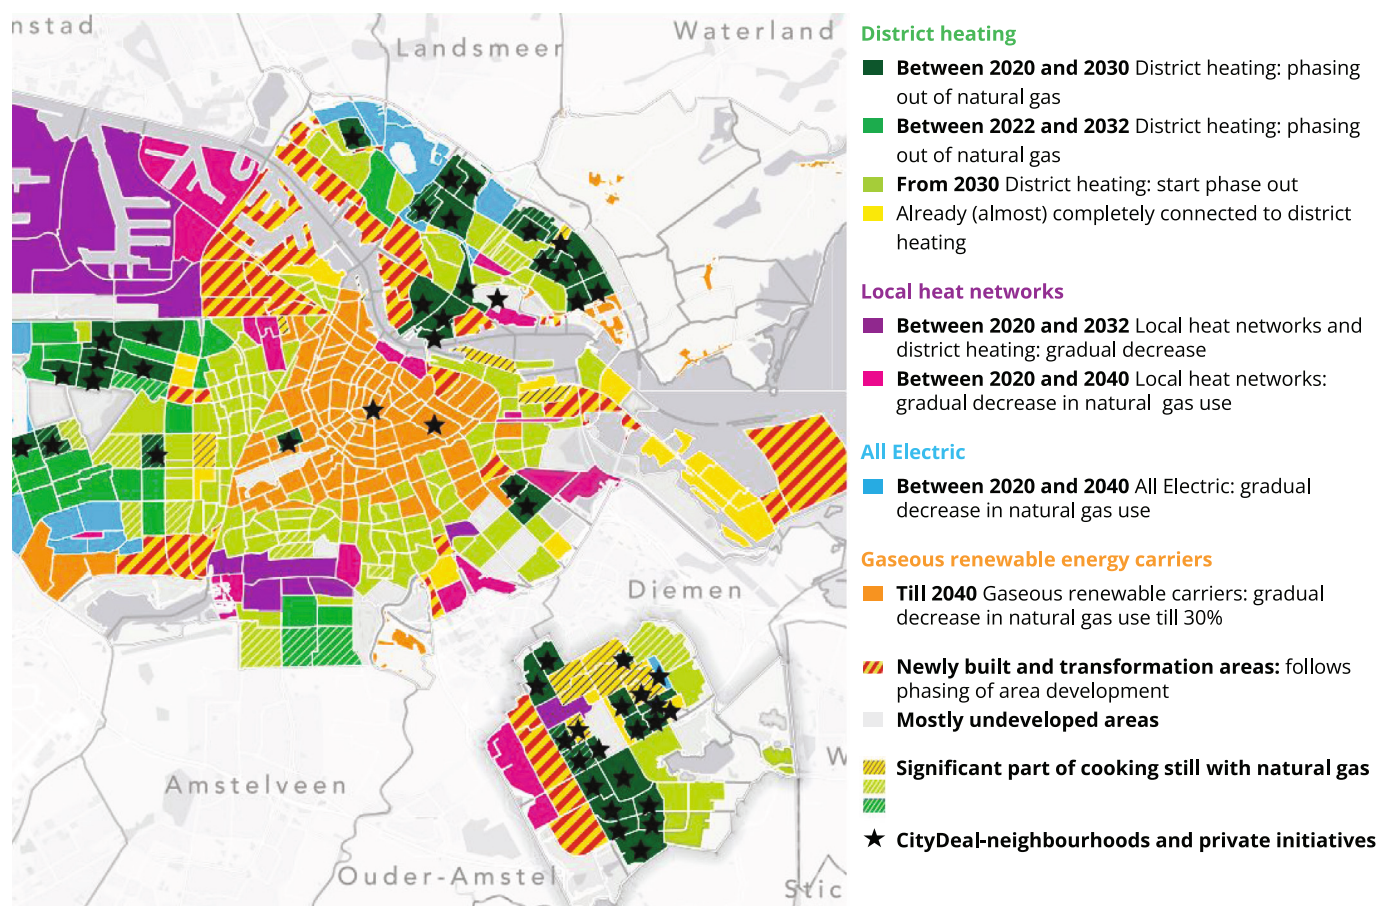 nstad
Landsmeer
Waterland
Diemen
Amstelveen
Ouder-Amstel
W
Stic
District heating
Between 2020 and 2030 District heating: phasing
out of natural gas
Between 2022 and 2032 District heating: phasing
out of natural gas
From 2030 District heating: start phase out
Already (almost) completely connected to district
heating
Local heat networks
Between 2020 and 2032 Local heat networks and
district heating: gradual decrease
Between 2020 and 2040 Local heat networks:
gradual decrease in natural gas use
All Electric
Between 2020 and 2040 All Electric: gradual
decrease in natural gas use
Gaseous renewable energy carriers
Till 2040 Gaseous renewable carriers: gradual
decrease in natural gas use till 30%
Newly built and transformation areas: follows
phasing of area development
Mostly undeveloped areas
Significant part of cooking still with natural gas
CityDeal-neighbourhoods and private initiatives